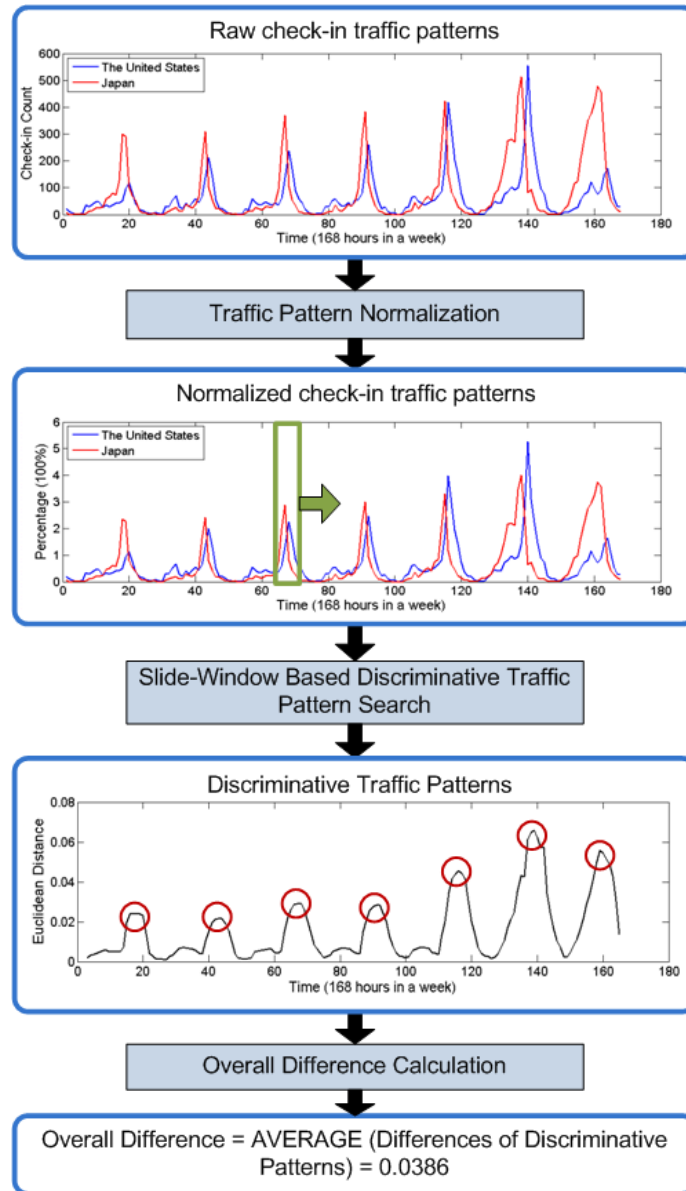 Raw check-in traffic patterns
600
500
400
300
200
100
0
Check-in Count
The United States
Japan
0 20 40 60 80 100 120 140 160 180
Time (168 hours in a week)
Traffic Pattern Normalization
Normalized check-in traffic patterns
6
5
4
3
2
1
0
Percentage (100%)
The United States
Japan
0 20 40 60 80 100 120 140 160 180
Time (168 hours in a week)
Slide-Window Based Discriminative Traffic
Pattern Search
Discriminative Traffic Patterns
0.08
0.06
0.04
0.02
0
Euclidean Distance
0 20 40 60 80 100 120 140 160 180
Time (168 hours in a week)
Overall Difference Calculation
Overall Difference = AVERAGE (Differences of Discriminative
Patterns) = 0.0386